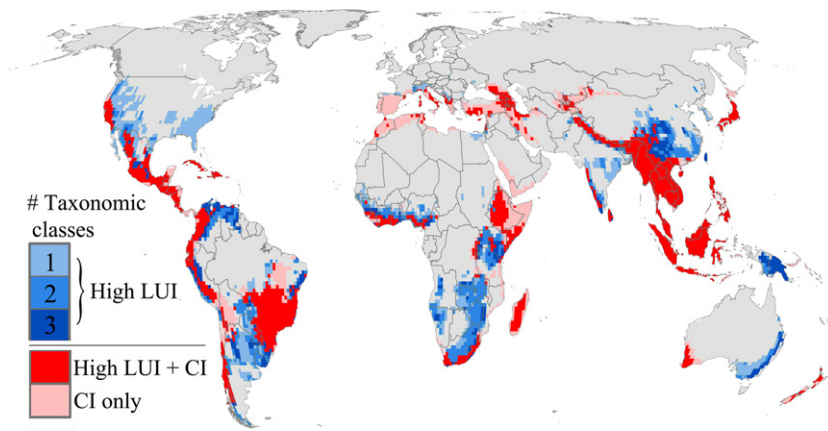 # Taxonomic
classes
1
2
High LUI
3
High LUI + CI
CI only